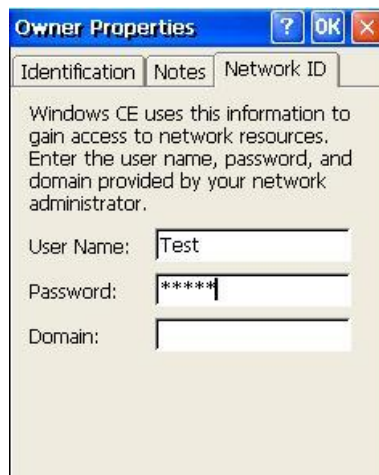 Owner Properties ? OK ×
Identification Notes Network ID
Windows CE uses this information to
gain access to network resources.
Enter the user name, password, and
domain provided by your network
administrator.
User Name: Test
Password: *****
Domain: